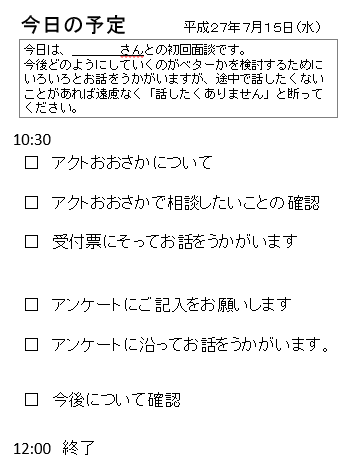 今日の予定　平成27年7月15日(水)
今日は、＿＿＿＿さんとの初回面談です。
今後どのようにしていくのがベターかを検討するために
いろいろとお話をうかがいますが、途中で話したくない
ことがあれば遠慮なく「話したくありません」と断って
ください。
10:30
□ アクトおおさかについて
□ アクトおおさかで相談したいことの確認
□ 受付票にそってお話をうかがいます
□ アンケートにご記入をお願いします
□ アンケートに沿ってお話をうかがいます。
□ 今後について確認
12:00 終了